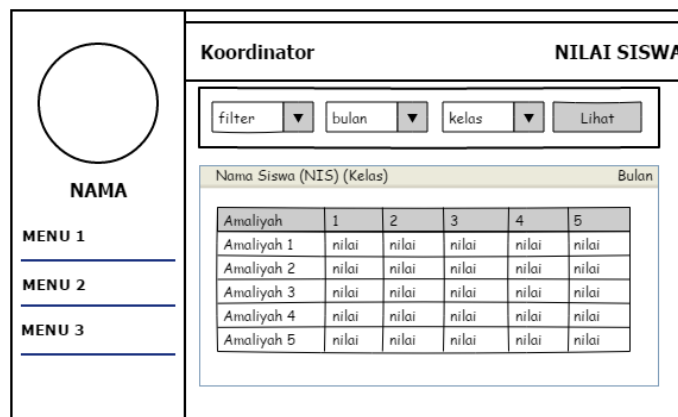 Koordinator NILAI SISWA
filter ▼ bulan ▼ kelas ▼ Lihat
NAMA
MENU 1
MENU 2
MENU 3
Nama Siswa (NIS) (Kelas) Bulan
Amaliyah 1 2 3 4 5
Amaliyah 1 nilai nilai nilai nilai nilai
Amaliyah 2 nilai nilai nilai nilai nilai
Amaliyah 3 nilai nilai nilai nilai nilai
Amaliyah 4 nilai nilai nilai nilai nilai
Amaliyah 5 nilai nilai nilai nilai nilai